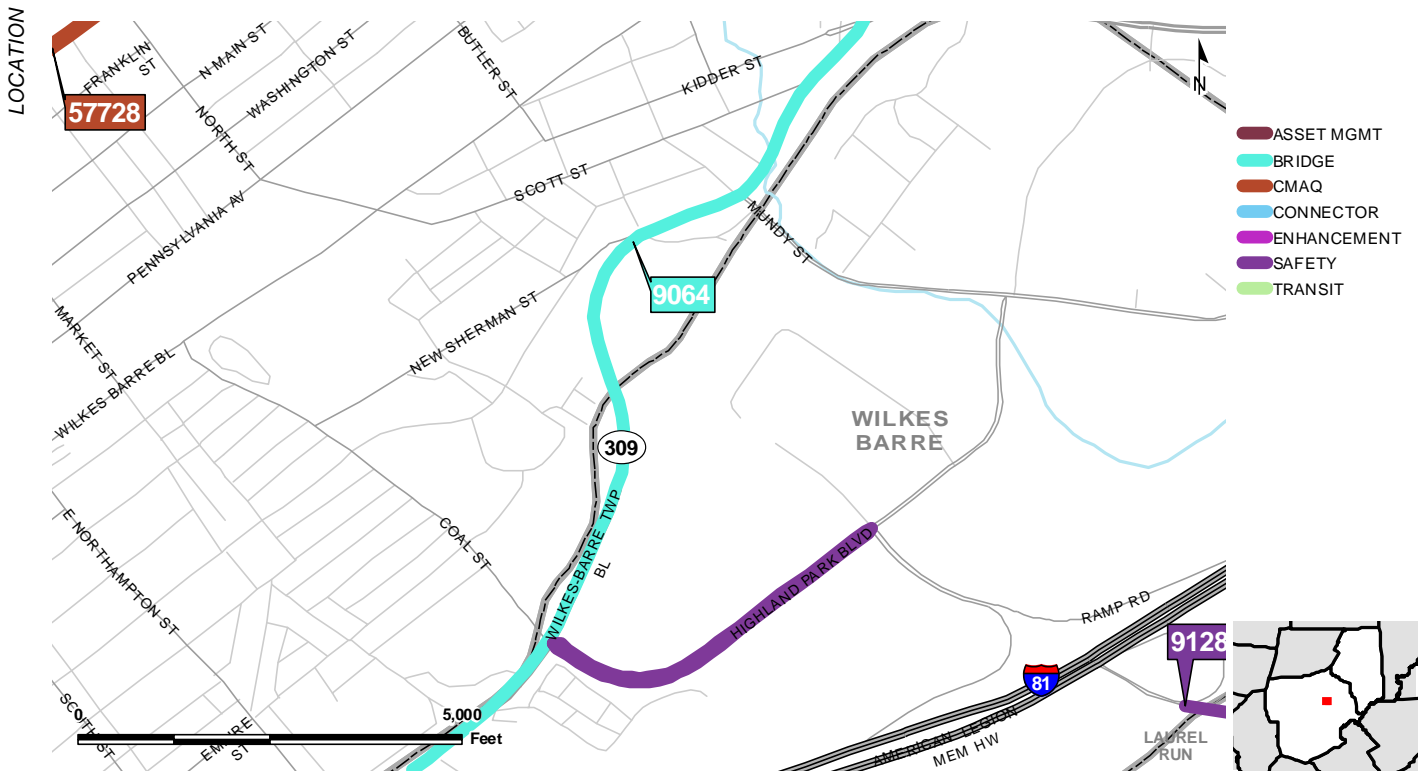 LOCATION
FRANKLIN
ST
N MAIN ST
WASHINGTON ST
BUTLER ST
KIDDER ST
57728
NORTH ST
SCOTT ST
PENNSYLVANIA AV
MUNDY ST
9064
MARKET ST
NEW SHERMAN ST
WILKES BARRE BL
WILKES
BARRE
309
E NORTHAMPTON ST
COAL ST
WILKES-BARRE TWP
BL
HIGHLAND PARK BLVD
RAMP RD
9128
81
SOUTH ST
EMPIRE
ST
0
5,000
Feet
AMERICAN LEGION
MEM HW
LAUREL
RUN
N
ASSET MGMT
BRIDGE
CMAQ
CONNECTOR
ENHANCEMENT
SAFETY
TRANSIT